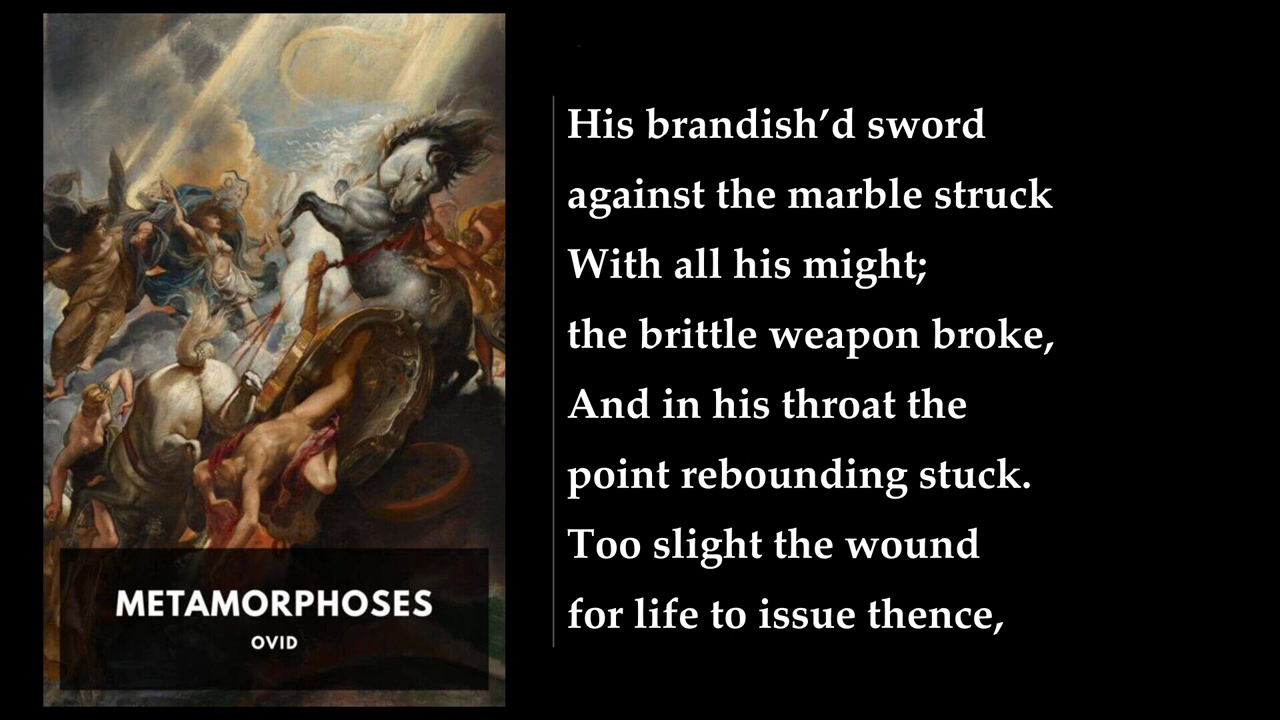 METAMORPHOSES
OVID
His brandish’d sword
against the marble struck
With all his might;
the brittle weapon broke,
And in his throat the
point rebounding stuck.
Too slight the wound
for life to issue thence,